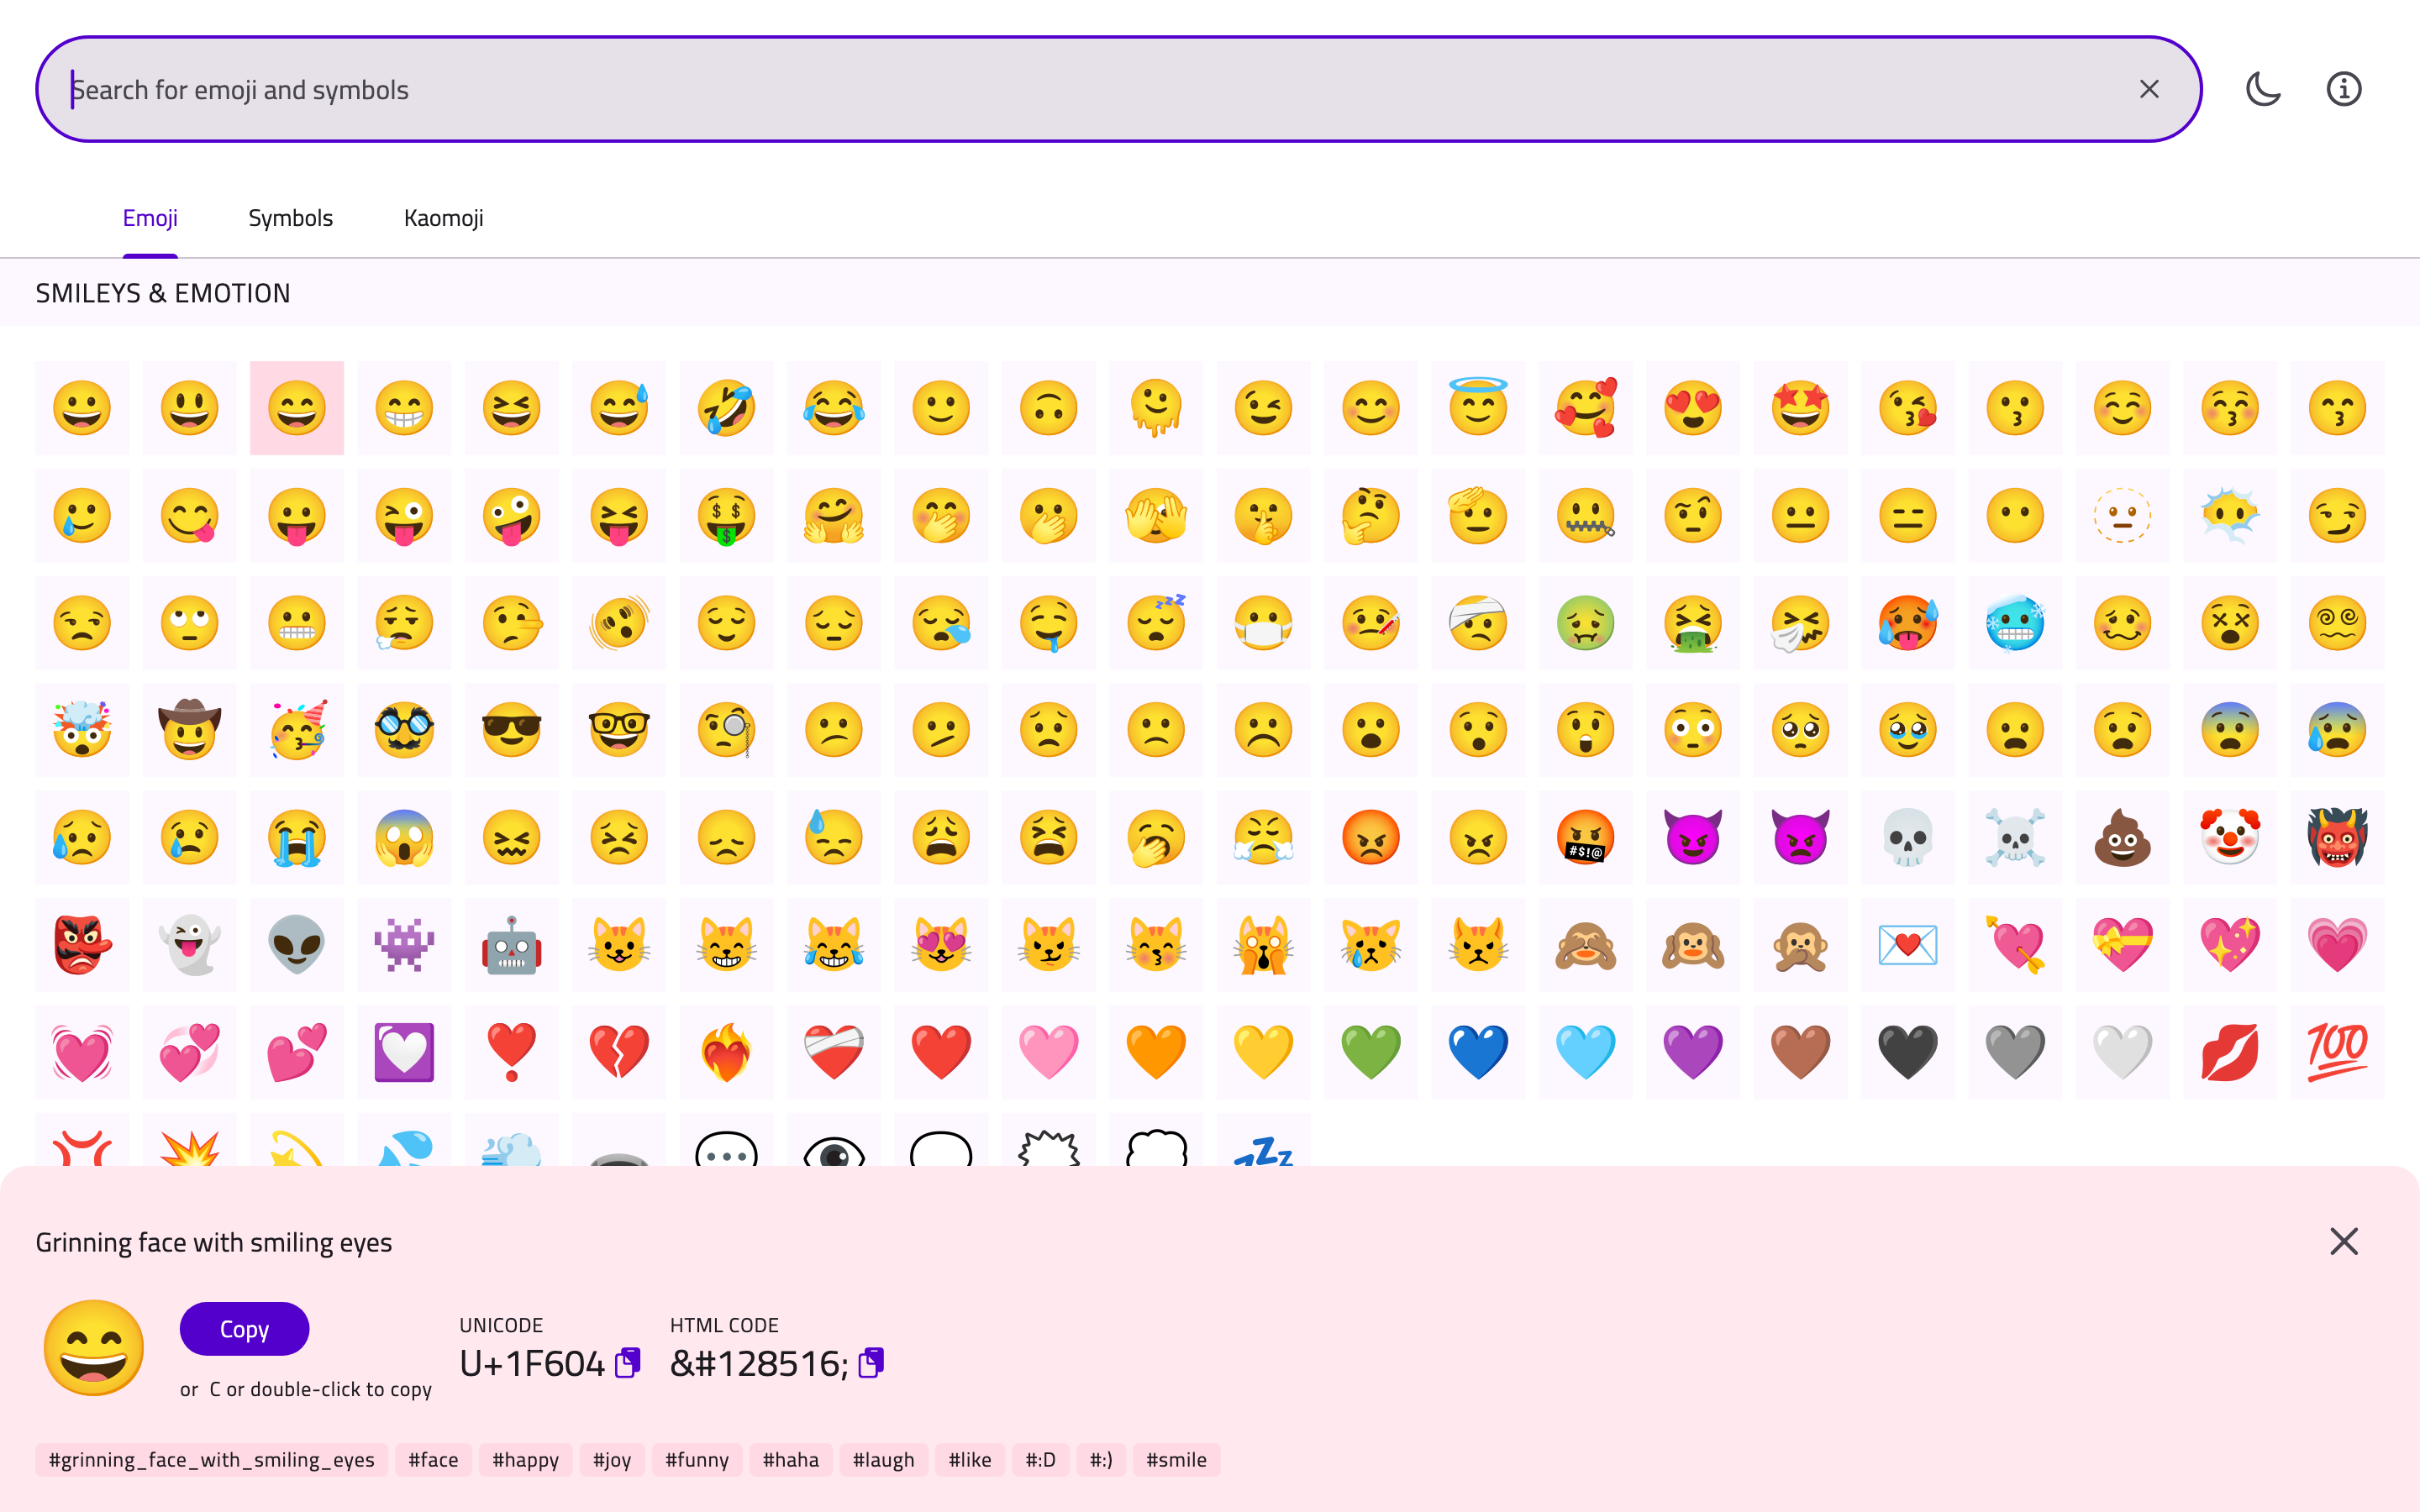 Search for emoji and symbols
Emoji Symbols Kaomoji
SMILEYS & EMOTION
Grinning face with smiling eyes
Copy
or C or double-click to copy
UNICODE
U+1F604
HTML CODE
&#128516;
#grinning_face_with_smiling_eyes #face #happy #joy #funny #haha #laugh #like #:D #:) #smile